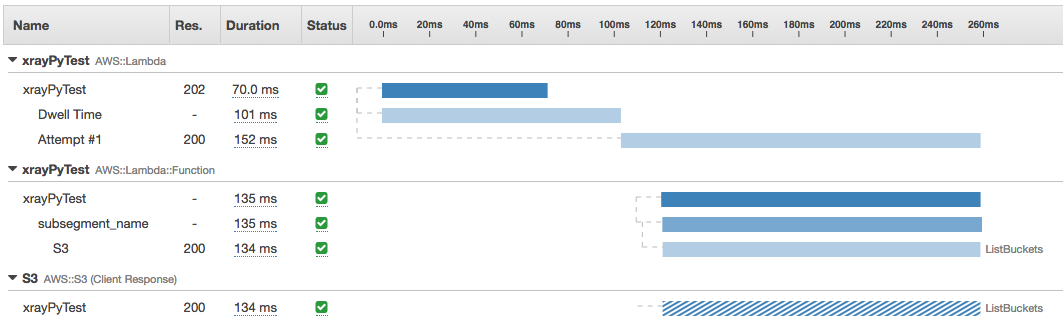 Name Res. Duration Status 0.0ms 20ms 40ms 60ms 80ms 100ms 120ms 140ms 160ms 180ms 200ms 220ms 240ms 260ms
xrayPyTest AWS::Lambda
xrayPyTest 202 70.0 ms
Dwell Time - 101 ms
Attempt #1 200 152 ms
xrayPyTest AWS::Lambda::Function
xrayPyTest - 135 ms
subsegment_name - 135 ms
S3 200 134 ms ListBuckets
S3 AWS::S3 (Client Response)
xrayPyTest 200 134 ms ListBuckets